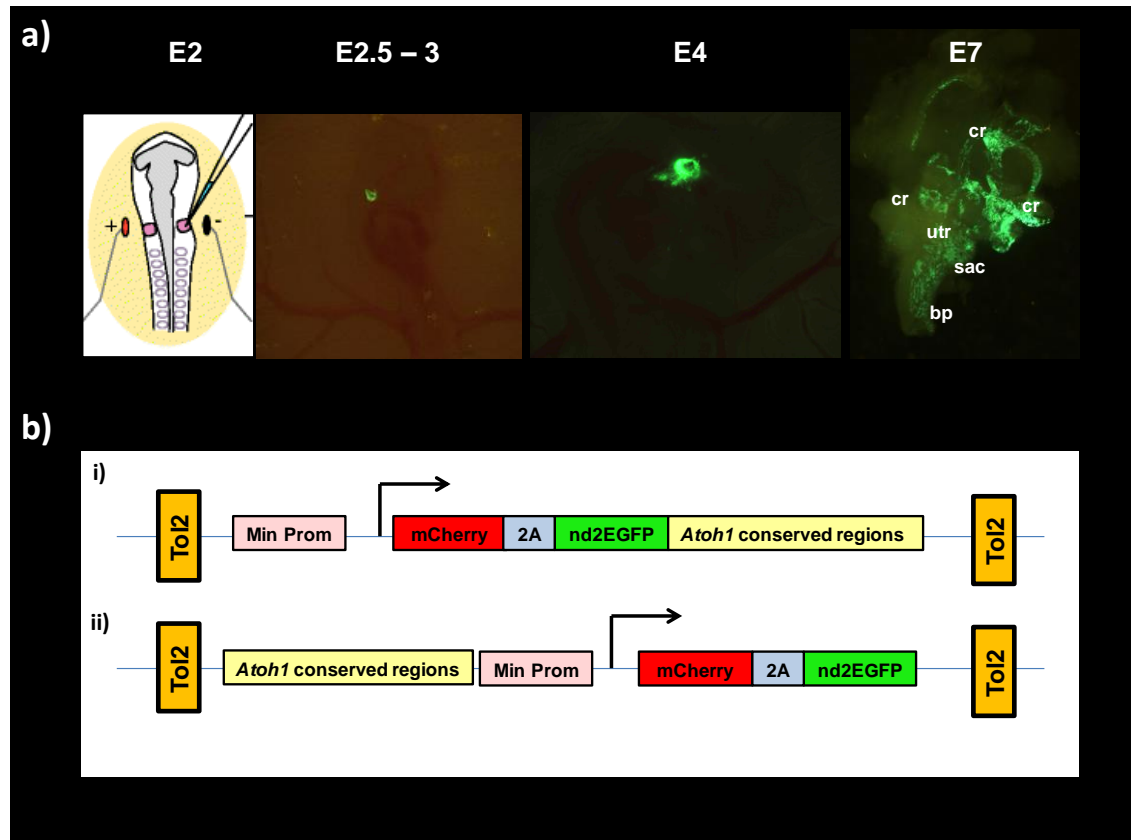 a)
E2 E2.5 – 3 E4 E7
+ -
cr
cr cr
utr
sac
bp
b)
i)
Tol2 Min Prom mCherry 2A nd2EGFP Atoh1 conserved regions Tol2
ii)
Tol2 Atoh1 conserved regions Min Prom mCherry 2A nd2EGFP Tol2